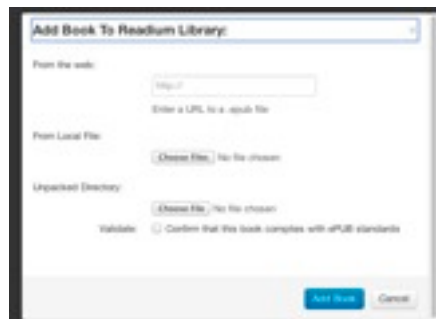 Add Book To Readium Library:
From the web:
http://
Enter a URL to a .epub file
From Local File:
Choose Files No file chosen
Unpacked Directory:
Choose File No file chosen
Validate: Confirm that this book complies with ePUB standards
Add Book Cancel